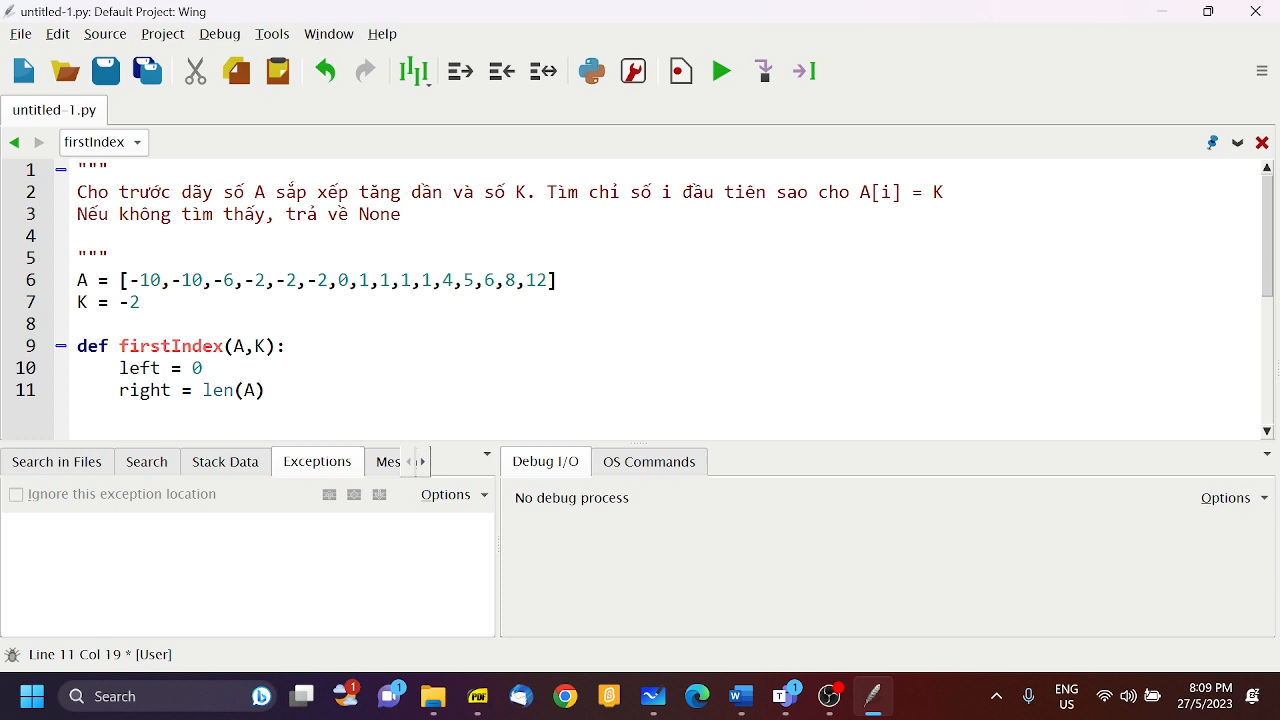 untitled-1.py: Default Project: Wing
File Edit Source Project Debug Tools Window Help
untitled-1.py
firstIndex
1 """
2 Cho trước dãy số A sắp xếp tăng dần và số K. Tìm chỉ số i đầu tiên sao cho A[i] = K
3 Nếu không tìm thấy, trả về None
4
5 """
6 A = [-10,-10,-6,-2,-2,-2,0,1,1,1,1,4,5,6,8,12]
7 K = -2
8
9 def firstIndex(A,K):
10 left = 0
11 right = len(A)
Search in Files Search Stack Data Exceptions Mes Debug I/O OS Commands
Ignore this exception location Options No debug process Options
Line 11 Col 19 * [User]
Search 1 1 PDF 1 ENG US 8:09 PM 27/5/2023